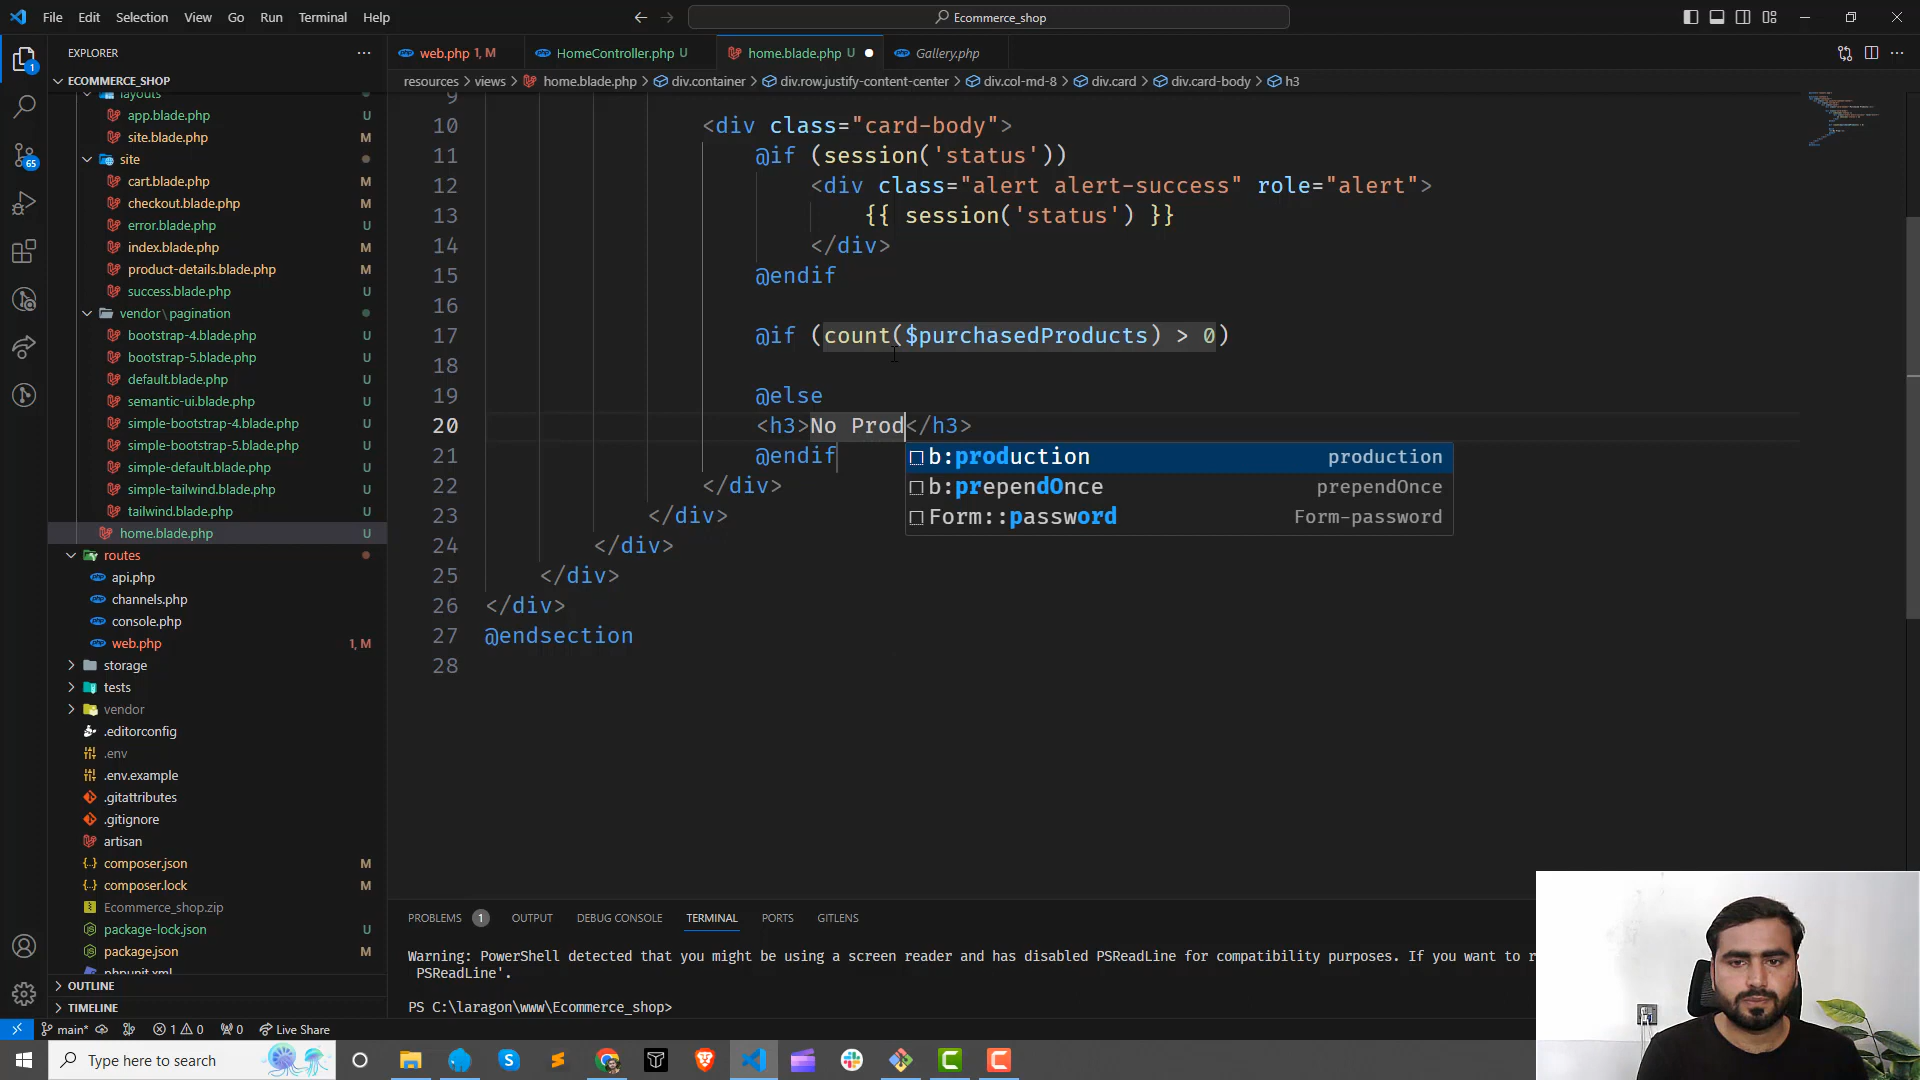 File Edit Selection View Go Run Terminal Help
Ecommerce_shop
EXPLORER
web.php 1, M
HomeController.php U
home.blade.php U
Gallery.php
ECOMMERCE_SHOP
resources > views > home.blade.php > div.container > div.row.justify-content-center > div.col-md-8 > div.card > div.card-body > h3
layouts
app.blade.php U
site.blade.php M
site
cart.blade.php M
checkout.blade.php M
error.blade.php U
index.blade.php M
product-details.blade.php M
success.blade.php U
vendor\pagination
bootstrap-4.blade.php U
bootstrap-5.blade.php U
default.blade.php U
semantic-ui.blade.php U
simple-bootstrap-4.blade.php U
simple-bootstrap-5.blade.php U
simple-default.blade.php U
simple-tailwind.blade.php U
tailwind.blade.php U
home.blade.php U
routes
api.php
channels.php
console.php
web.php 1, M
storage
tests
vendor
.editorconfig
.env
.env.example
.gitattributes
.gitignore
artisan
composer.json M
composer.lock M
Ecommerce_shop.zip
package-lock.json U
package.json M
phpunit.xml
OUTLINE
TIMELINE
9
10 <div class="card-body">
11 @if (session('status'))
12 <div class="alert alert-success" role="alert">
13 {{ session('status') }}
14 </div>
15 @endif
16
17 @if (count($purchasedProducts) > 0)
18
19 @else
20 <h3>No Prod</h3>
21 @endif
22 </div>
23 </div>
24 </div>
25 </div>
26 </div>
27 @endsection
28
b:production production
b:prependOnce prependOnce
Form::password Form-password
PROBLEMS 1 OUTPUT DEBUG CONSOLE TERMINAL PORTS GITLENS
Warning: PowerShell detected that you might be using a screen reader and has disabled PSReadLine for compatibility purposes. If you want to
PSReadLine'.
PS C:\laragon\www\Ecommerce_shop>
main* 1 0 0 Live Share
Type here to search